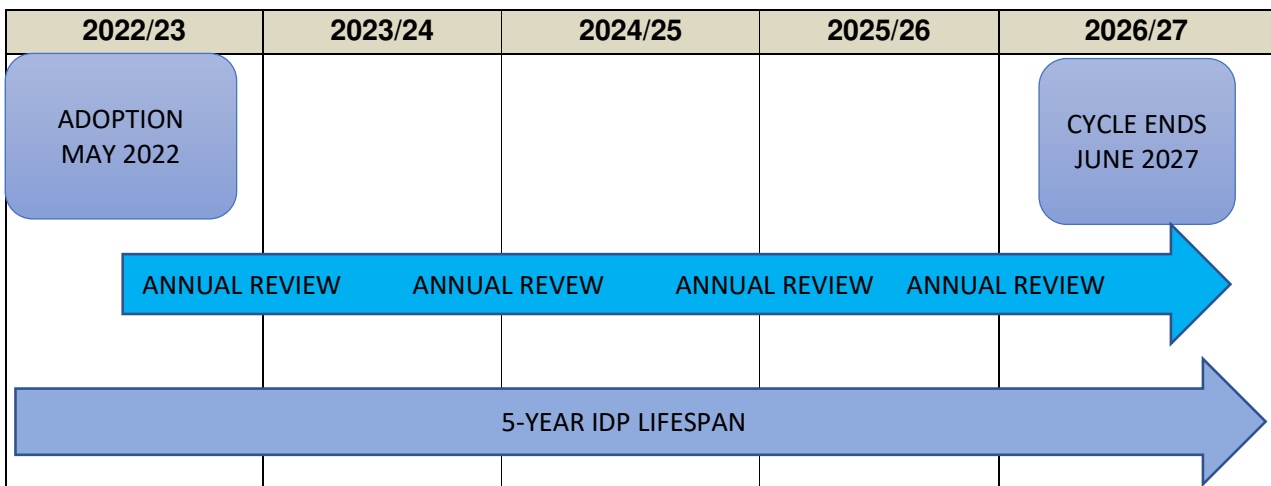 2022/23 2023/24 2024/25 2025/26 2026/27
ADOPTION
MAY 2022
CYCLE ENDS
JUNE 2027
ANNUAL REVIEW ANNUAL REVEW ANNUAL REVIEW ANNUAL REVIEW
5-YEAR IDP LIFESPAN